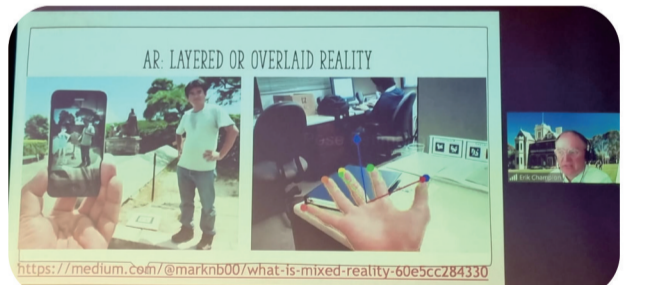 AR: LAYERED OR OVERLAID REALITY
Erik Champion
https://medium.com/@marknb00/what-is-mixed-reality-60e5cc284330